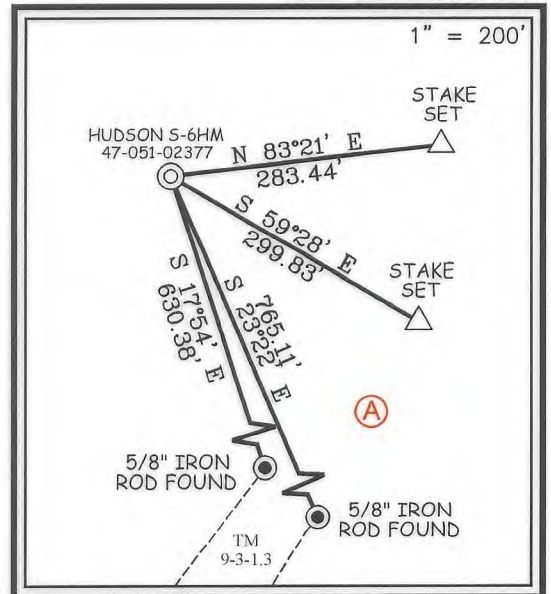 1" = 200'
STAKE
SET
HUDSON S-6HM
47-051-02377
N 83°21' E
283.44'
S 59°28' E
299.83'
STAKE
SET
S 17°54' E
630.38'
765.11'
S 23°22' E
A
5/8" IRON
ROD FOUND
5/8" IRON
ROD FOUND
TM
9-3-1.3